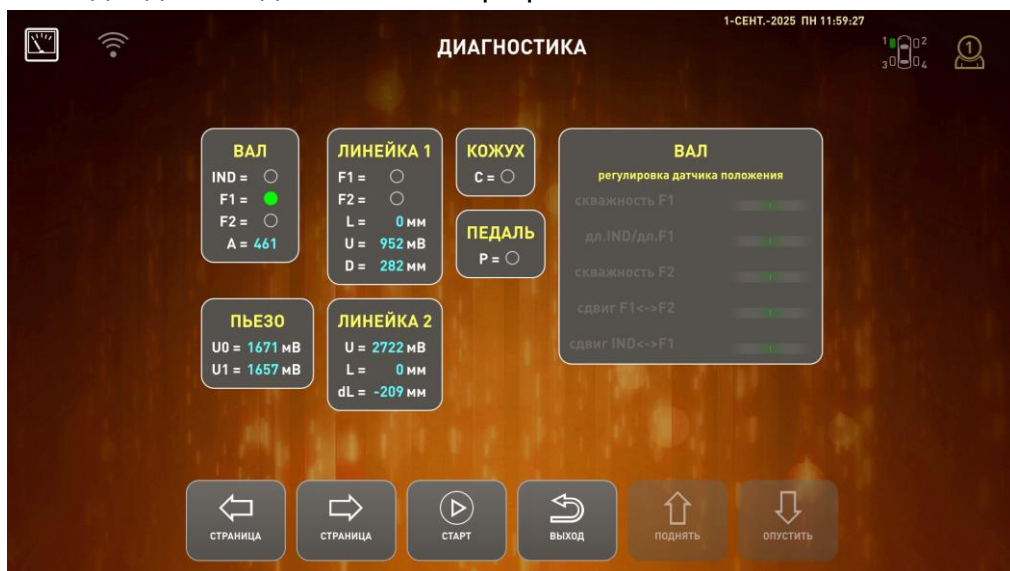 1-СЕНТ.-2025 ПН 11:59:27
ДИАГНОСТИКА
1 2
3 4
1
ВАЛ
IND =
F1 =
F2 =
A = 461
ЛИНЕЙКА 1
F1 =
F2 =
L = 0 мм
U = 952 мВ
D = 282 мм
КОЖУХ
C =
ПЕДАЛЬ
P =
ВАЛ
регулировка датчика положения
скважность F1
дл.IND/дл.F1
скважность F2
сдвиг F1<->F2
сдвиг IND<->F1
ПЬЕЗО
U0 = 1671 мВ
U1 = 1657 мВ
ЛИНЕЙКА 2
U = 2722 мВ
L = 0 мм
dL = -209 мм
СТРАНИЦА
СТРАНИЦА
СТАРТ
ВЫХОД
ПОДНЯТЬ
ОПУСТИТЬ